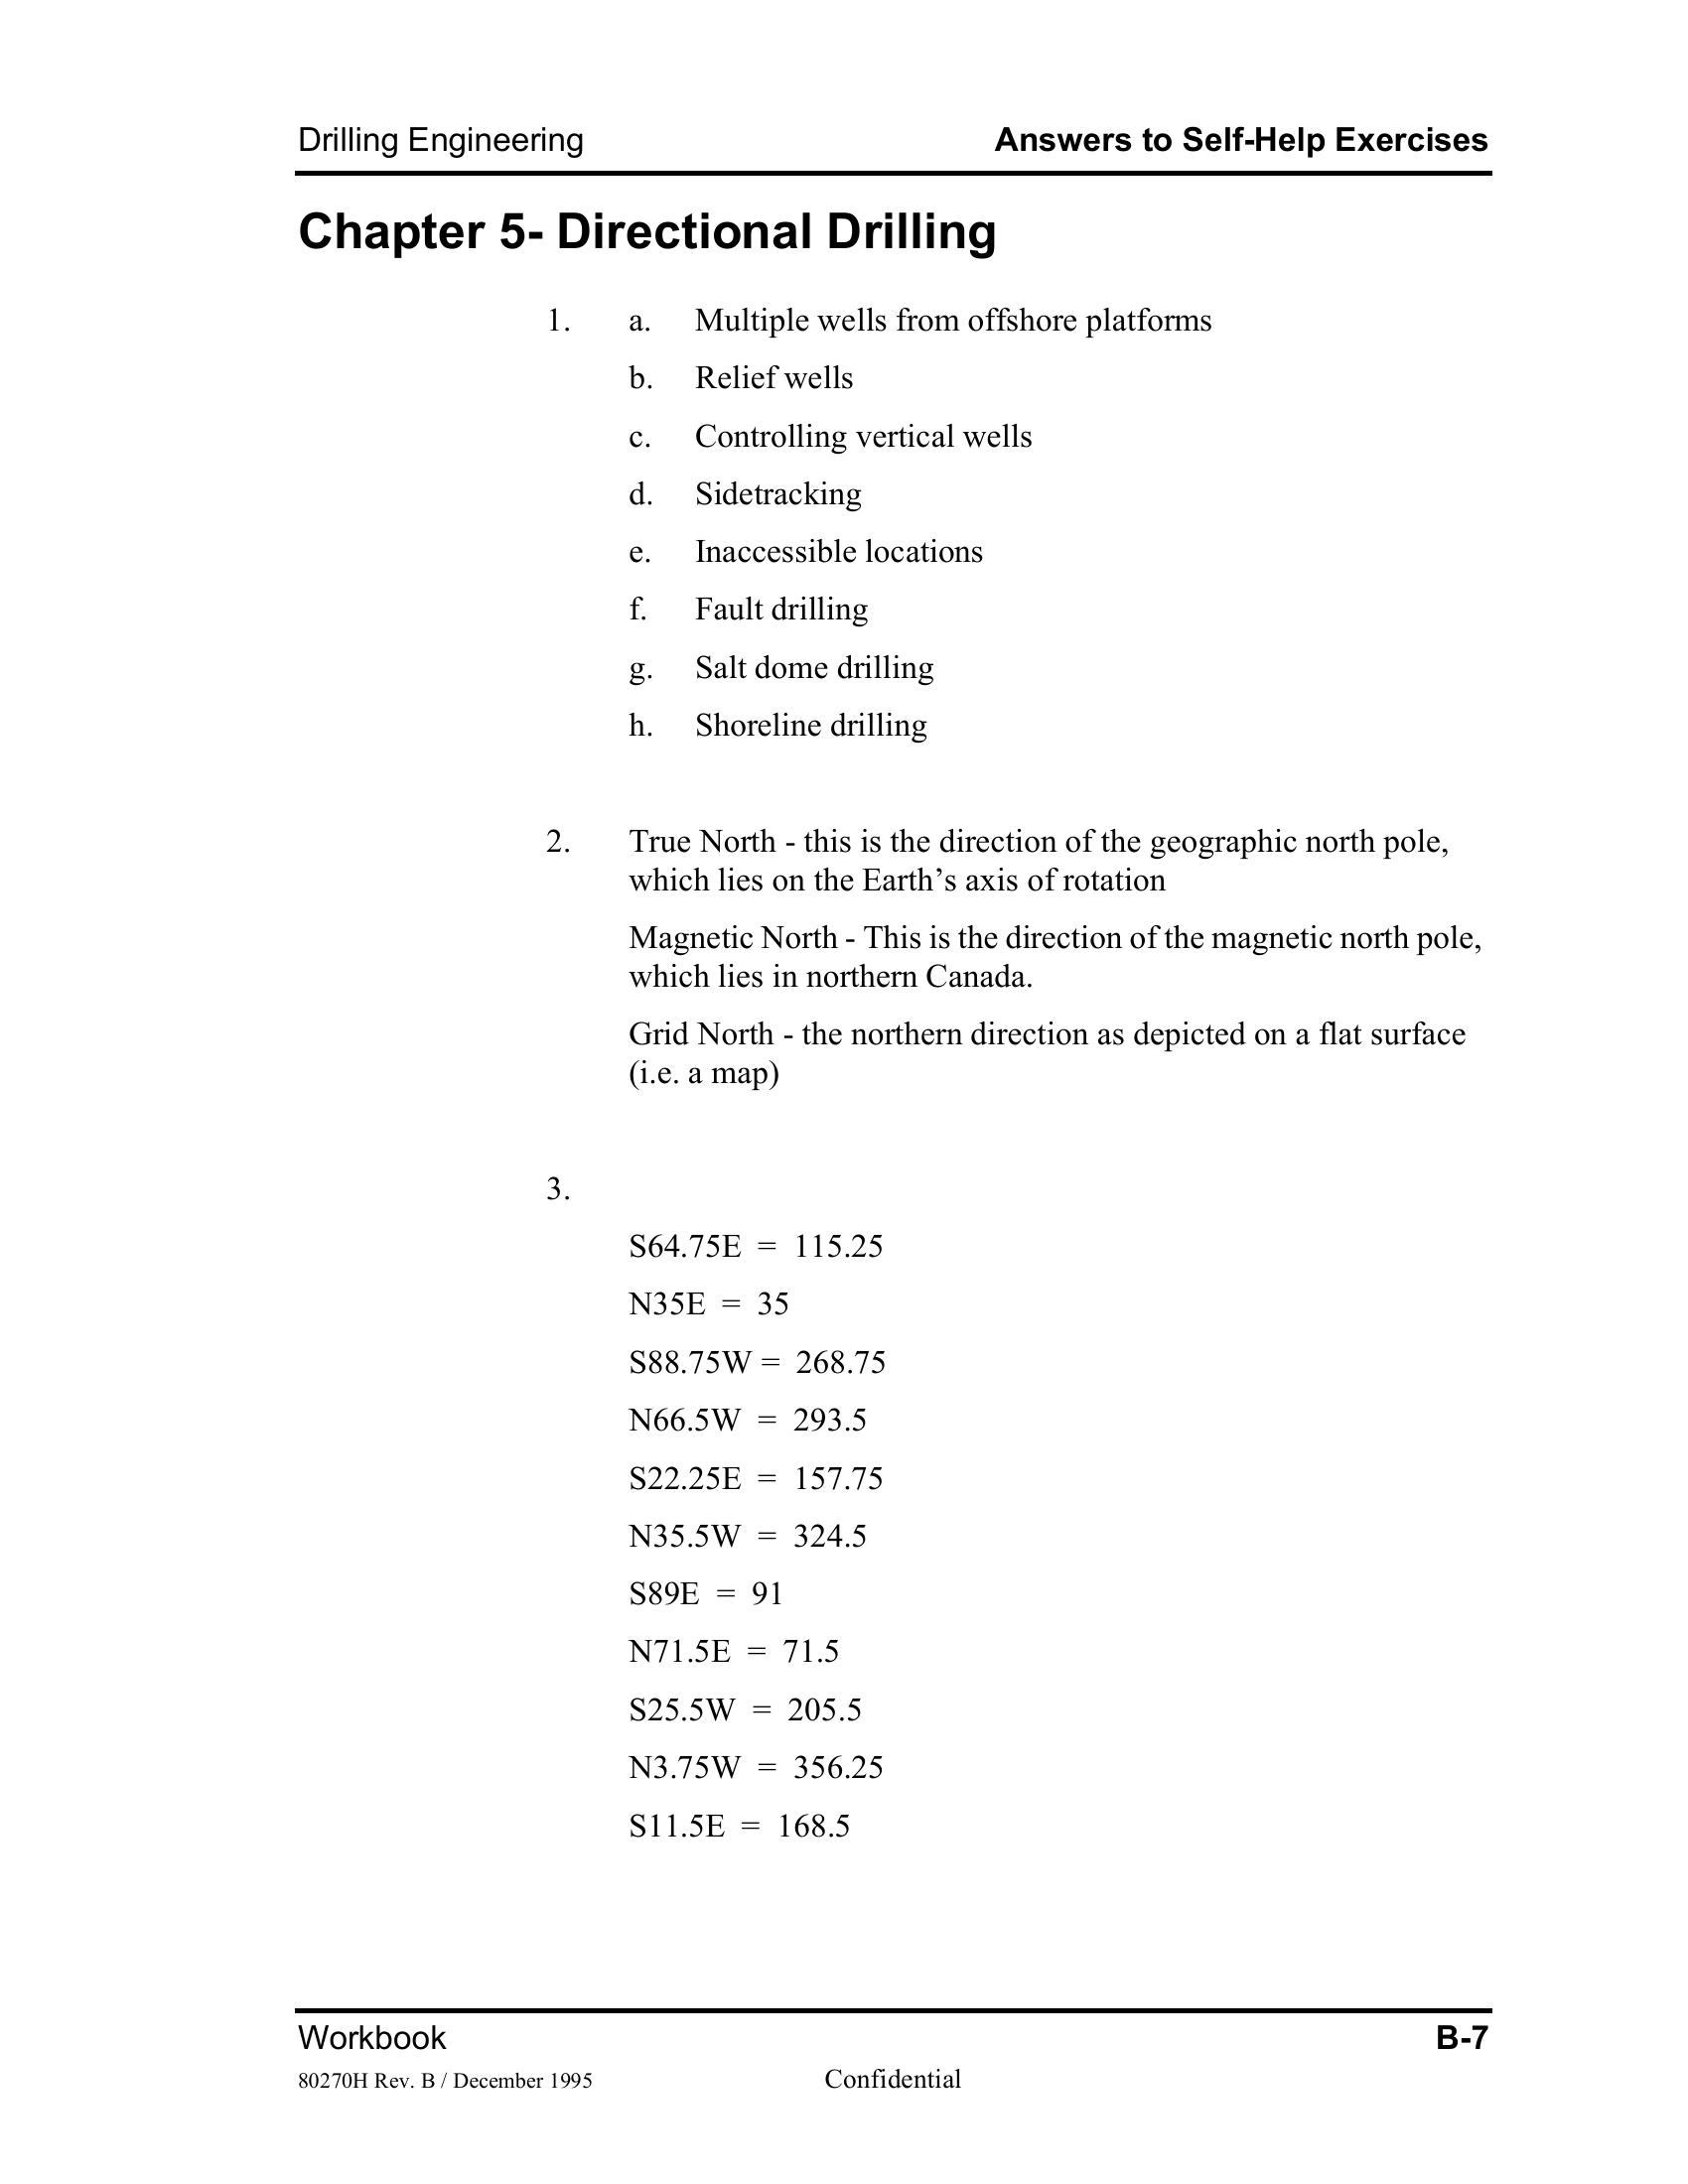 Drilling Engineering Answers to Self-Help Exercises
Chapter 5- Directional Drilling
1. a. Multiple wells from offshore platforms
b. Relief wells
c. Controlling vertical wells
d. Sidetracking
e. Inaccessible locations
f. Fault drilling
g. Salt dome drilling
h. Shoreline drilling
2. True North - this is the direction of the geographic north pole,
which lies on the Earth’s axis of rotation
Magnetic North - This is the direction of the magnetic north pole,
which lies in northern Canada.
Grid North - the northern direction as depicted on a flat surface
(i.e. a map)
3.
S64.75E = 115.25
N35E = 35
S88.75W = 268.75
N66.5W = 293.5
S22.25E = 157.75
N35.5W = 324.5
S89E = 91
N71.5E = 71.5
S25.5W = 205.5
N3.75W = 356.25
S11.5E = 168.5
Workbook B-7
80270H Rev. B / December 1995 Confidential